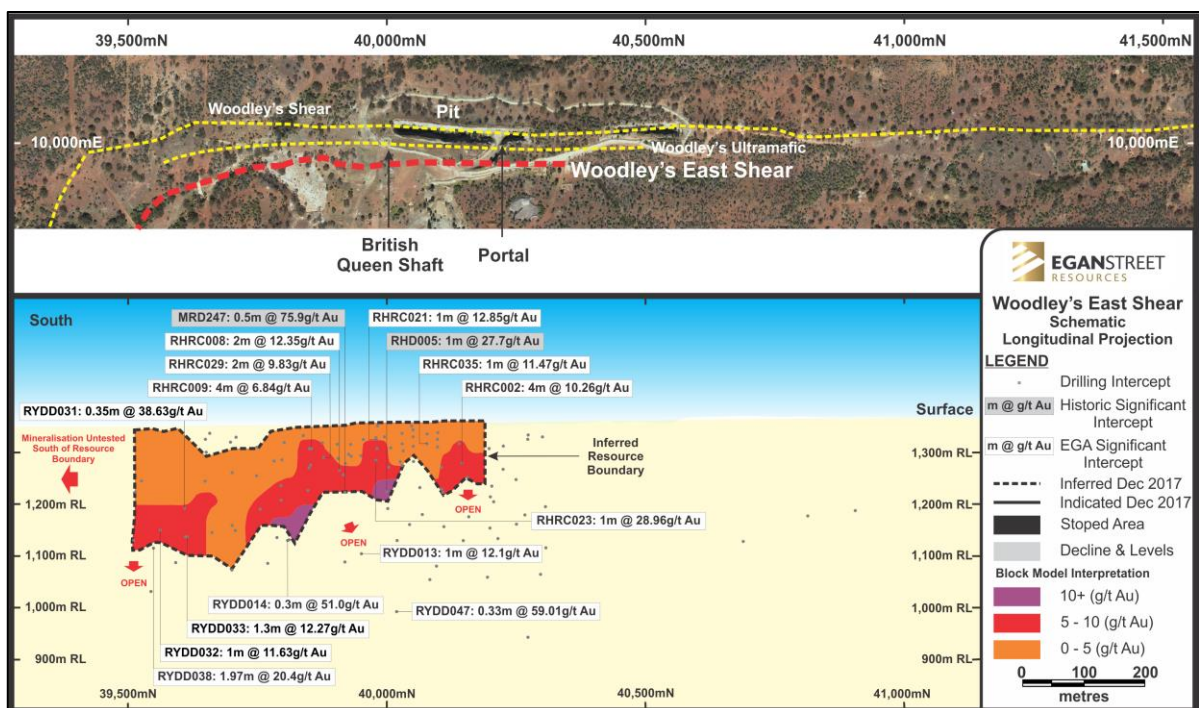 39,500mN
40,000mN
40,500mN
41,000mN
41,500mN
Woodley's Shear
Pit
10,000mE
10,000mE
Woodley's Ultramafic
Woodley's East Shear
British
Queen Shaft
Portal
EGANSTREET
RESOURCES
Woodley's East Shear
Schematic
Longitudinal Projection
LEGEND
Drilling Intercept
m @ g/t Au
Historic Significant
Intercept
m @ g/t Au
EGA Significant
Intercept
Inferred Dec 2017
Indicated Dec 2017
Stoped Area
Decline & Levels
Block Model Interpretation
10+ (g/t Au)
5 - 10 (g/t Au)
0 - 5 (g/t Au)
0 100 200
metres
South
MRD247: 0.5m @ 75.9g/t Au
RHRC021: 1m @ 12.85g/t Au
RHRC008: 2m @ 12.35g/t Au
RHD005: 1m @ 27.7g/t Au
RHRC029: 2m @ 9.83g/t Au
RHRC035: 1m @ 11.47g/t Au
RHRC009: 4m @ 6.84g/t Au
RHRC002: 4m @ 10.26g/t Au
RYDD031: 0.35m @ 38.63g/t Au
Surface
Mineralisation Untested
South of Resource
Boundary
Inferred
Resource
Boundary
1,300m RL
1,200m RL
1,200m RL
OPEN
RHRC023: 1m @ 28.96g/t Au
OPEN
1,100m RL
RYDD013: 1m @ 12.1g/t Au
1,100m RL
OPEN
RYDD014: 0.3m @ 51.0g/t Au
1,000m RL
RYDD047: 0.33m @ 59.01g/t Au
1,000m RL
RYDD033: 1.3m @ 12.27g/t Au
RYDD032: 1m @ 11.63g/t Au
900m RL
900m RL
RYDD038: 1.97m @ 20.4g/t Au
39,500mN
40,000mN
40,500mN
41,000mN